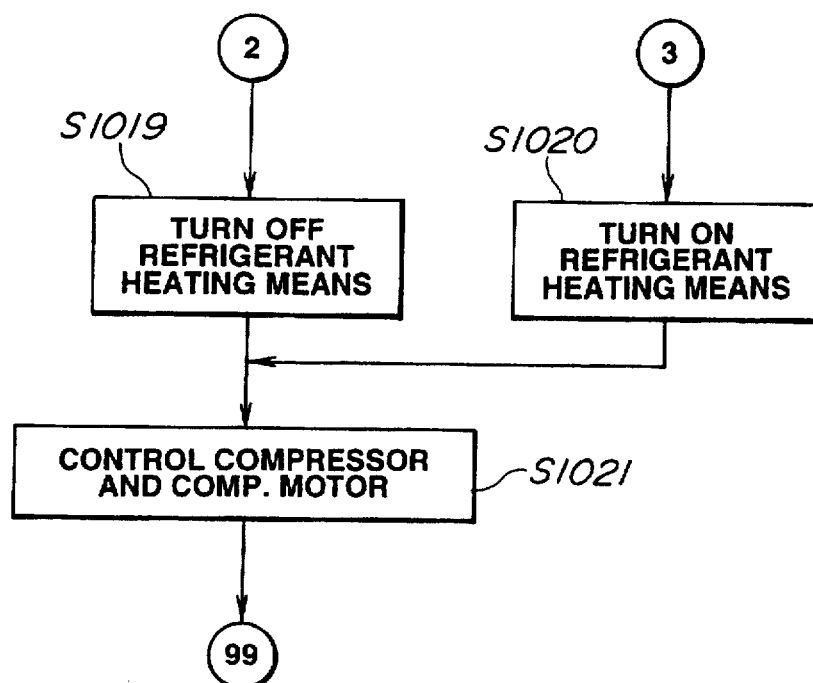 2
3
S1019
S1020
TURN OFF
REFRIGERANT
HEATING MEANS
TURN ON
REFRIGERANT
HEATING MEANS
CONTROL COMPRESSOR
AND COMP. MOTOR
S1021
99